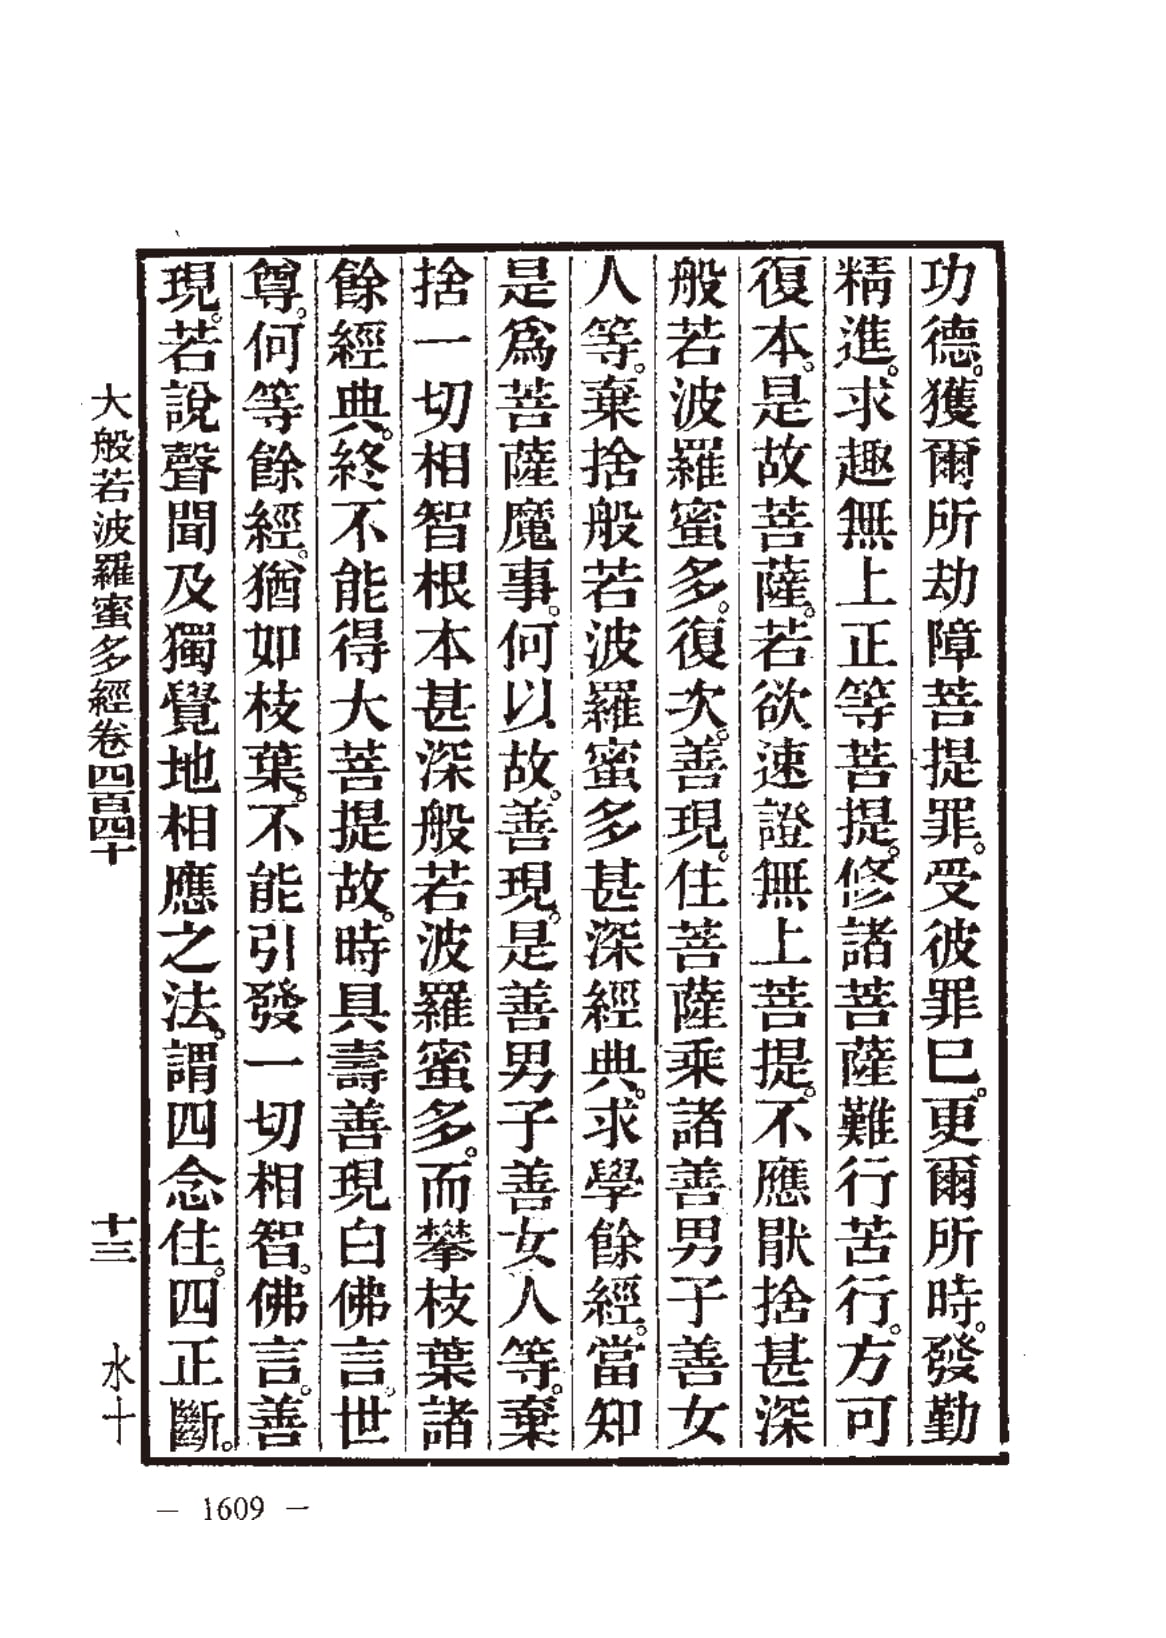 功德。獲爾所劫障菩提罪。受彼罪已。更爾所時。發勤
精進。求趣無上正等菩提。修諸菩薩難行苦行。方可
復本。是故菩薩。若欲速證無上菩提。不應猒捨甚深
般若波羅蜜多。復次。善現。住菩薩乘諸善男子善女
人等。棄捨般若波羅蜜多甚深經典。求學餘經。當知
是爲菩薩魔事。何以故。善現。是善男子善女人等。棄
捨一切相智根本甚深般若波羅蜜多。而攀枝葉諸
餘經典。終不能得大菩提故。時具壽善現白佛言。世
尊。何等餘經。猶如枝葉。不能引發一切相智。佛言。善
現。若說聲聞及獨覺地相應之法。謂四念住。四正斷。
大般若波羅蜜多經卷四百四十 十三 水十
— 1609 —